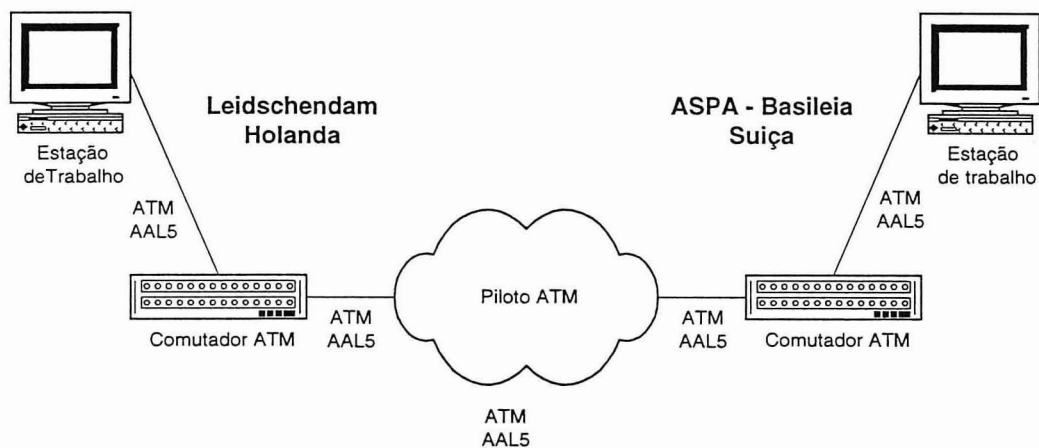 Leidschendam
Holanda
ASPA - Basileia
Suiça
Estação
deTrabalho
Estação
de trabalho
ATM
AAL5
ATM
AAL5
Piloto ATM
Comutador ATM
ATM
AAL5
ATM
AAL5
Comutador ATM
ATM
AAL5